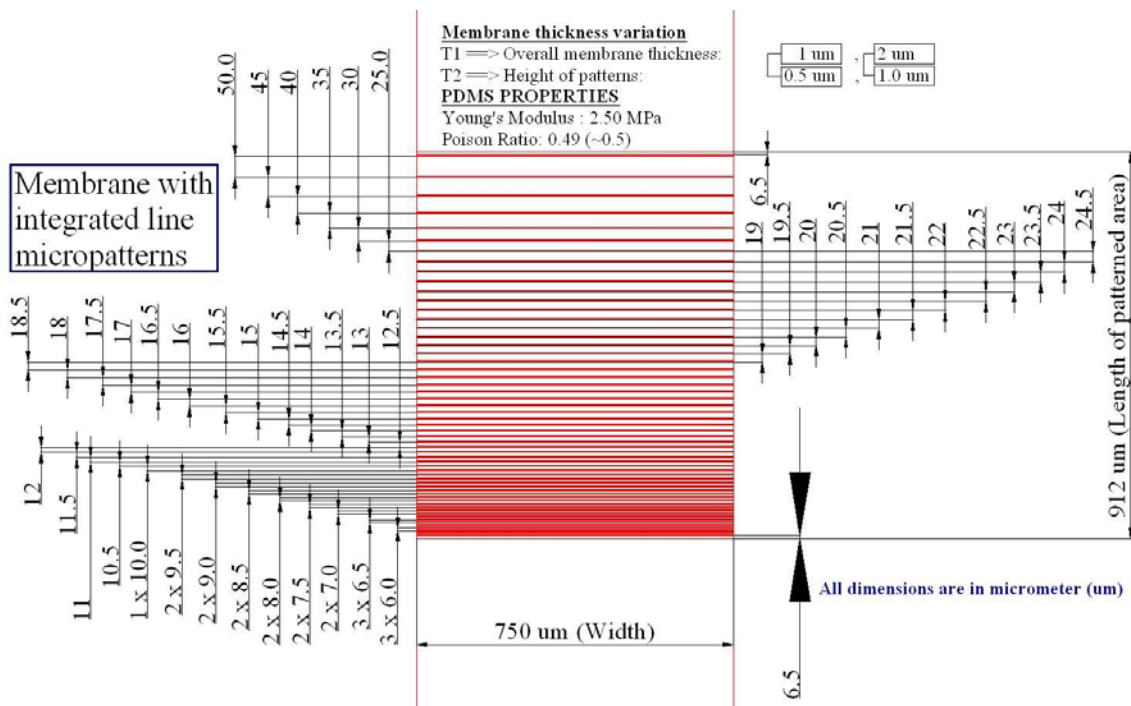 Membrane thickness variation
T1 ==> Overall membrane thickness:
T2 ==> Height of patterns:
PDMS PROPERTIES
Young's Modulus : 2.50 MPa
Poison Ratio: 0.49 (~0.5)
1 um , 2 um
0.5 um , 1.0 um
50.0
45
40
35
30
25.0
Membrane with
integrated line
micropatterns
6.5
19
19.5
20
20.5
21
21.5
22
22.5
23
23.5
24
24.5
18.5
18
17.5
17
16.5
16
15.5
15
14.5
14
13.5
13
12.5
912 um (Length of patterned area)
12
11.5
11
10.5
1 x 10.0
2 x 9.5
2 x 9.0
2 x 8.5
2 x 8.0
2 x 7.5
2 x 7.0
3 x 6.5
3 x 6.0
All dimensions are in micrometer (um)
750 um (Width)
6.5